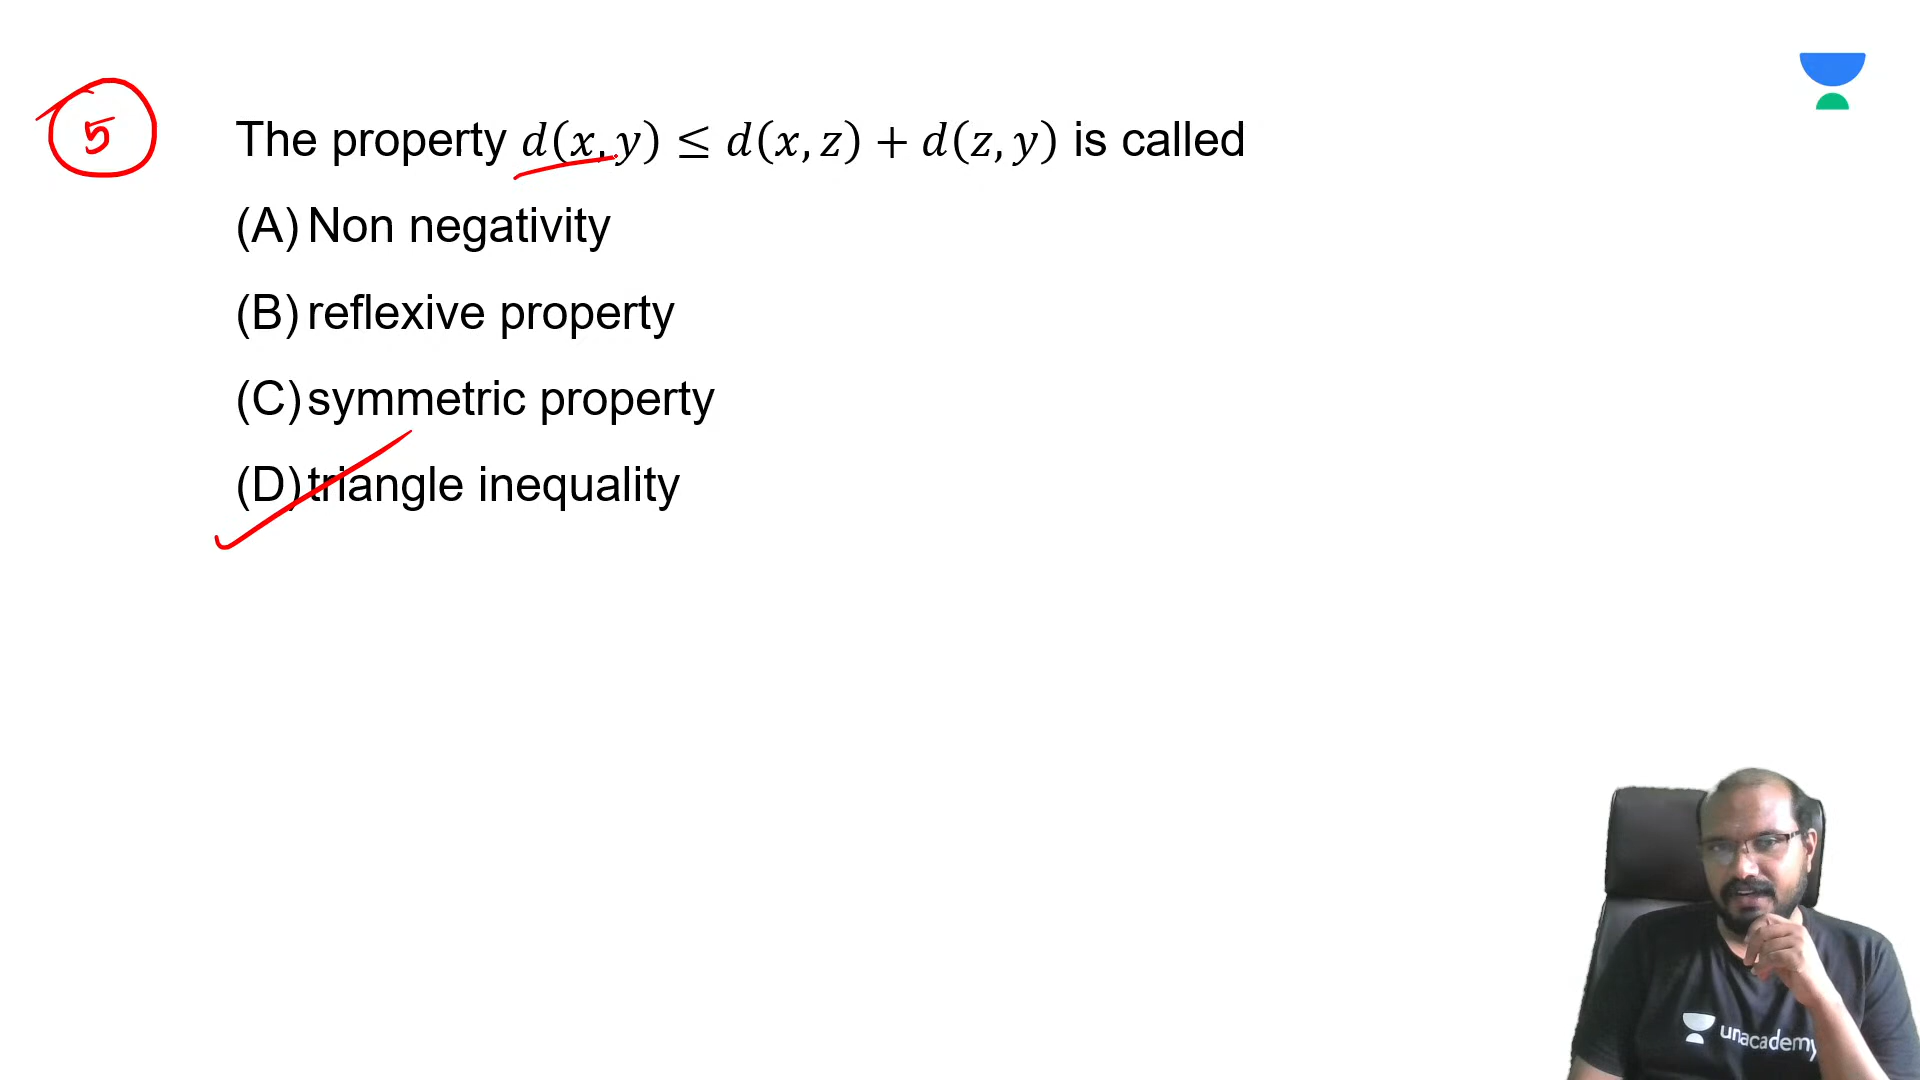 5
The property d(x, y) ≤ d(x, z) + d(z, y) is called
(A) Non negativity
(B) reflexive property
(C) symmetric property
(D) triangle inequality
unacademy